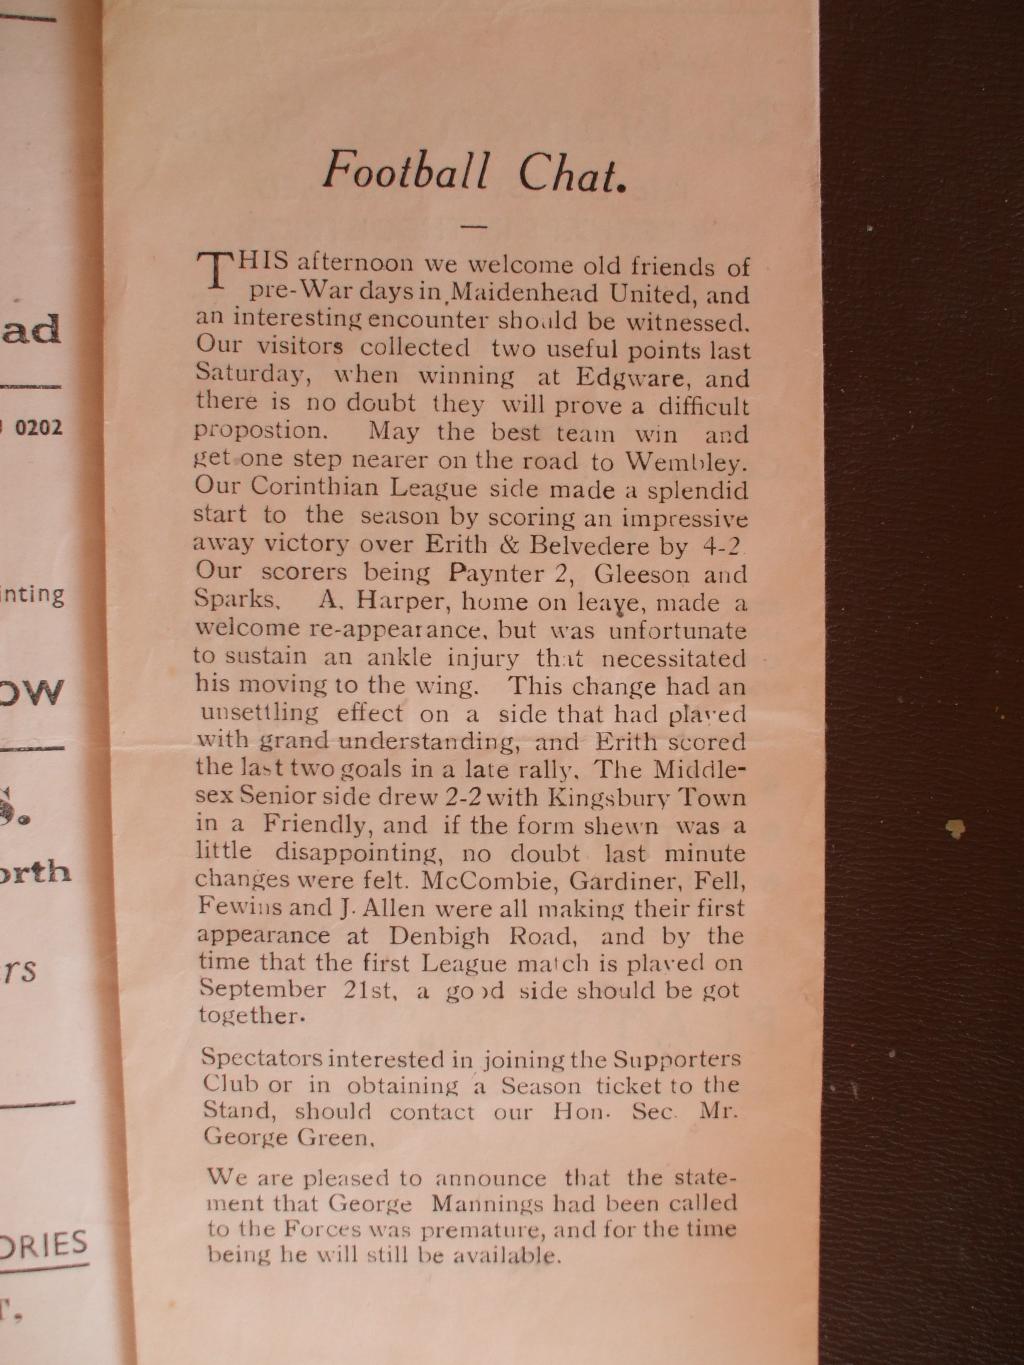 ad
0202
inting
OW
S.
orth
rs
ORIES
T,
Football Chat.
THIS afternoon we welcome old friends of
pre-War days in Maidenhead United, and
an interesting encounter should be witnessed.
Our visitors collected two useful points last
Saturday, when winning at Edgware, and
there is no doubt they will prove a difficult
propostion. May the best team win and
get one step nearer on the road to Wembley.
Our Corinthian League side made a splendid
start to the season by scoring an impressive
away victory over Erith & Belvedere by 4-2
Our scorers being Paynter 2, Gleeson and
Sparks. A. Harper, home on leave, made a
welcome re-appearance, but was unfortunate
to sustain an ankle injury that necessitated
his moving to the wing. This change had an
unsettling effect on a side that had played
with grand understanding, and Erith scored
the last two goals in a late rally. The Middle-
sex Senior side drew 2-2 with Kingsbury Town
in a Friendly, and if the form shewn was a
little disappointing, no doubt last minute
changes were felt. McCombie, Gardiner, Fell,
Fewins and J. Allen were all making their first
appearance at Denbigh Road, and by the
time that the first League match is played on
September 21st, a good side should be got
together.
Spectators interested in joining the Supporters
Club or in obtaining a Season ticket to the
Stand, should contact our Hon. Sec. Mr.
George Green.
We are pleased to announce that the state-
ment that George Mannings had been called
to the Forces was premature, and for the time
being he will still be available.